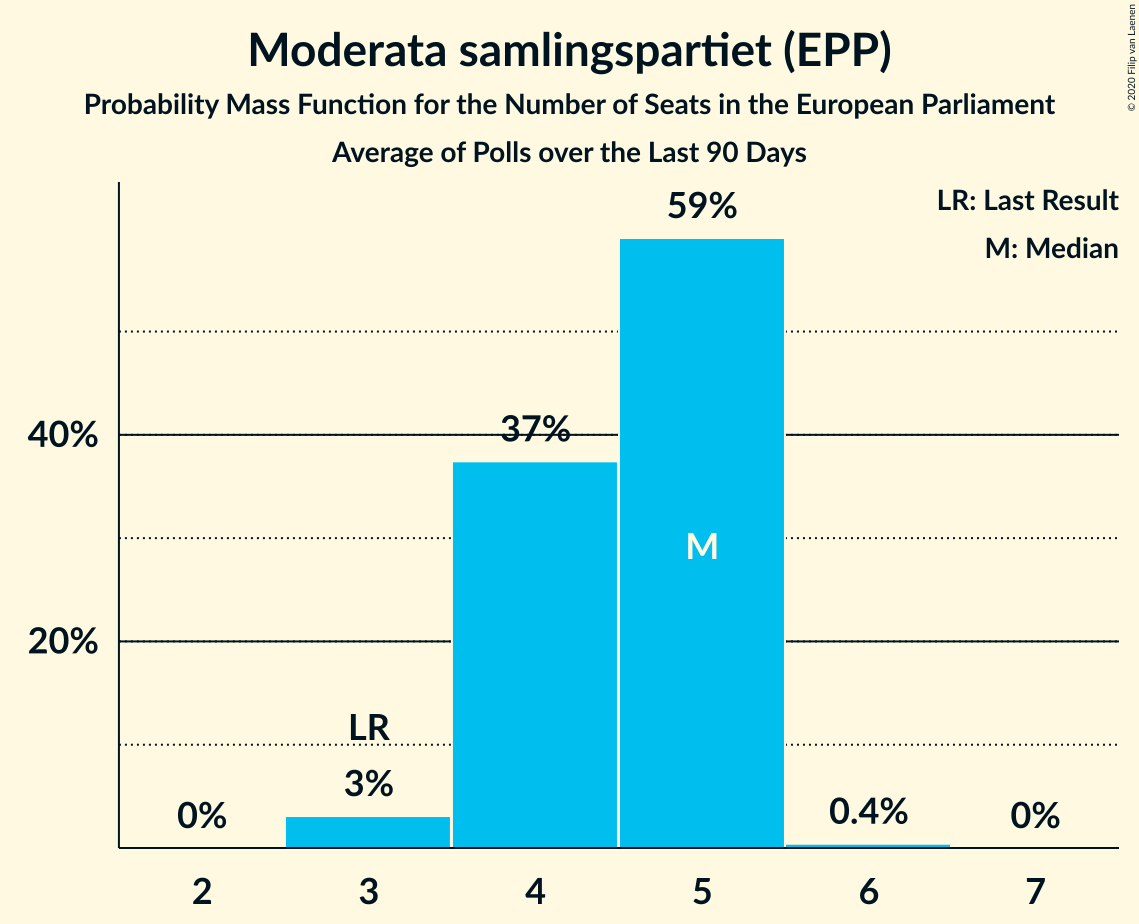 Moderata samlingspartiet (EPP)
Probability Mass Function for the Number of Seats in the European Parliament
Average of Polls over the Last 90 Days
© 2020 Filip van Laenen
LR: Last Result
M: Median
59%
40%
37%
M
20%
LR
3%
0%
0.4%
0%
2 3 4 5 6 7